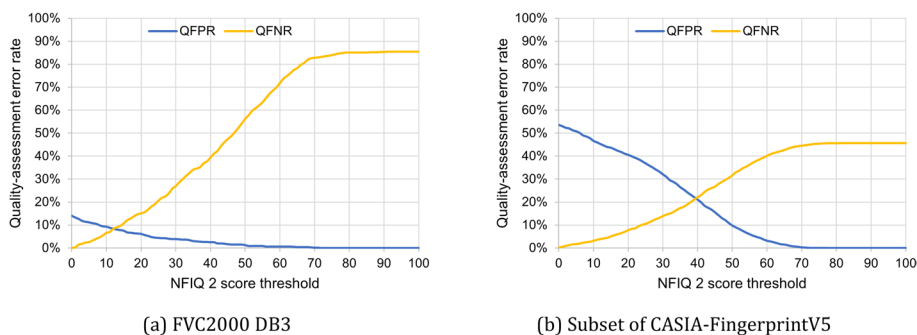 QFPR QFNR
Quality-assessment error rate
100%
90%
80%
70%
60%
50%
40%
30%
20%
10%
0%
0 10 20 30 40 50 60 70 80 90 100
NFIQ 2 score threshold
(a) FVC2000 DB3
QFPR QFNR
Quality-assessment error rate
100%
90%
80%
70%
60%
50%
40%
30%
20%
10%
0%
0 10 20 30 40 50 60 70 80 90 100
NFIQ 2 score threshold
(b) Subset of CASIA-FingerprintV5